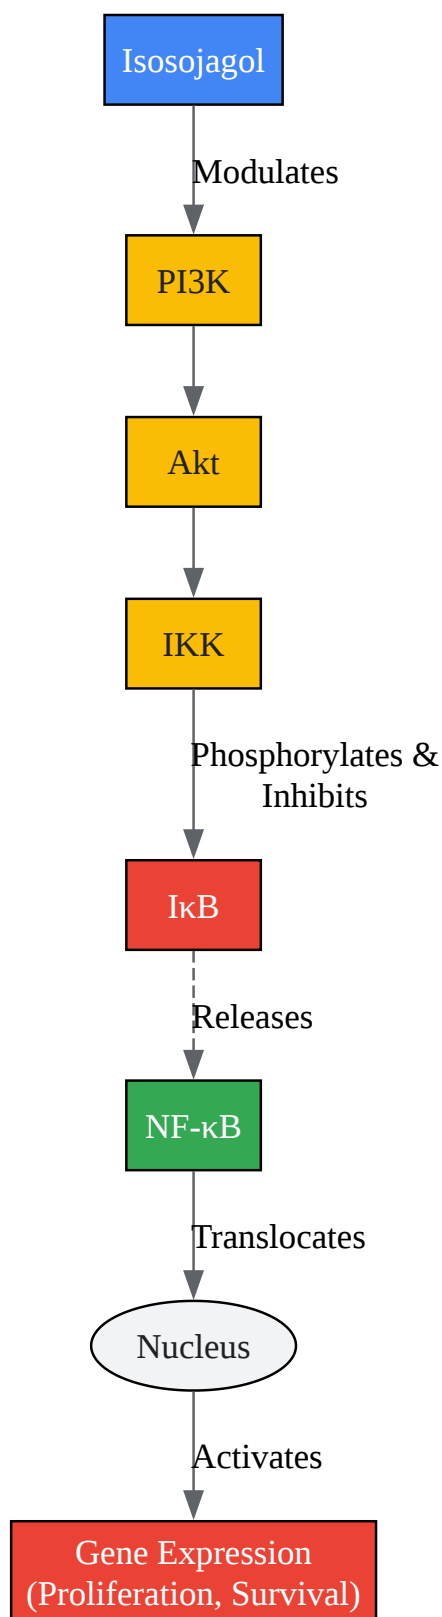 Isosojagol
Modulates
PI3K
Akt
IKK
Phosphorylates &
Inhibits
IκB
Releases
NF-κB
Translocates
Nucleus
Activates
Gene Expression
(Proliferation, Survival)